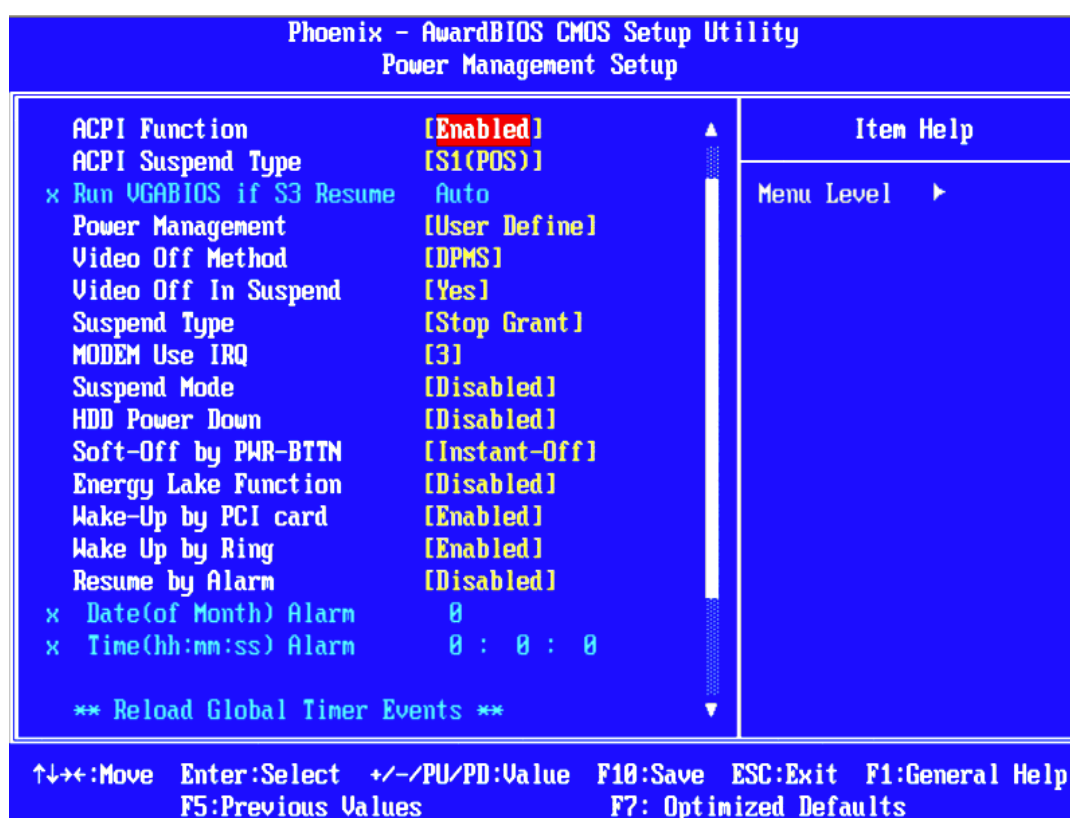 Phoenix - AwardBIOS CMOS Setup Utility
Power Management Setup
ACPI Function [Enabled]
ACPI Suspend Type [S1(POS)]
x Run VGABIOS if S3 Resume Auto
Power Management [User Define]
Video Off Method [DPMS]
Video Off In Suspend [Yes]
Suspend Type [Stop Grant]
MODEM Use IRQ [3]
Suspend Mode [Disabled]
HDD Power Down [Disabled]
Soft-Off by PWR-BTTN [Instant-Off]
Energy Lake Function [Disabled]
Wake-Up by PCI card [Enabled]
Wake Up by Ring [Enabled]
Resume by Alarm [Disabled]
x Date(of Month) Alarm 0
x Time(hh:mm:ss) Alarm 0 : 0 : 0
** Reload Global Timer Events **
Item Help
Menu Level ▶
↑↓→←:Move Enter:Select +/-/PU/PD:Value F10:Save ESC:Exit F1:General Help
F5:Previous Values F7: Optimized Defaults